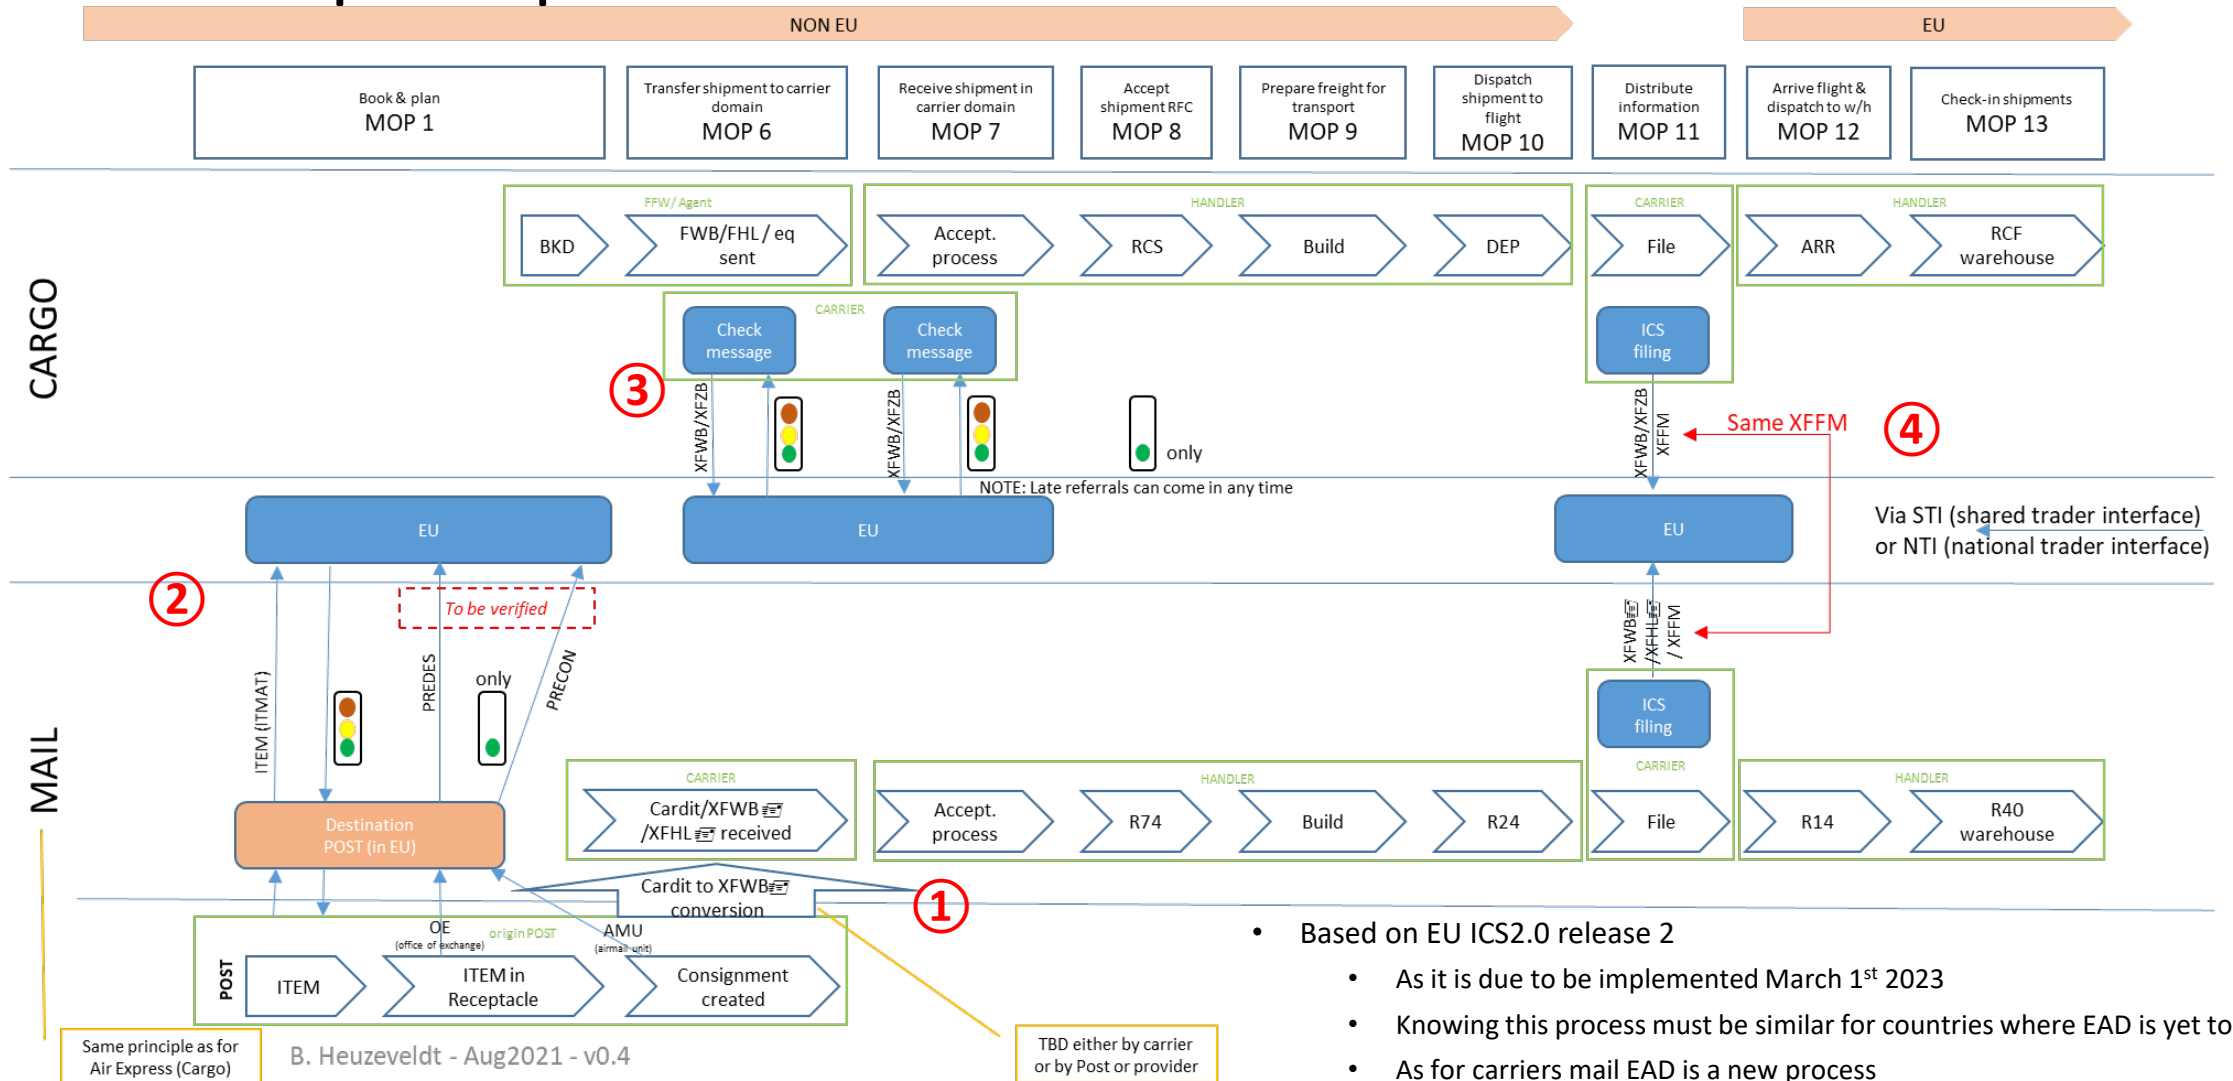 NON EU
EU
Book & plan
MOP 1
Transfer shipment to carrier
domain
MOP 6
Receive shipment in
carrier domain
MOP 7
Accept
shipment RFC
MOP 8
Prepare freight for
transport
MOP 9
Dispatch
shipment to
flight
MOP 10
Distribute
information
MOP 11
Arrive flight &
dispatch to w/h
MOP 12
Check-in shipments
MOP 13
CARGO
FFW/ Agent
BKD
FWB/FHL / eq
sent
HANDLER
Accept.
process
RCS
Build
DEP
CARRIER
File
HANDLER
ARR
RCF
warehouse
CARRIER
Check
message
Check
message
ICS
filing
3
XFWB/XFZB
XFWB/XFZB
only
XFWB/XFZB
XFFM
Same XFFM
4
NOTE: Late referrals can come in any time
EU
EU
EU
Via STI (shared trader interface)
or NTI (national trader interface)
2
To be verified
MAIL
ITEM (ITMAT)
PREDES
only
PRECON
XFWB
/XFHL
/ XFFM
ICS
filing
CARRIER
Destination
POST (in EU)
CARRIER
Cardit/XFWB
/XFHL received
HANDLER
Accept.
process
R74
Build
R24
File
HANDLER
R14
R40
warehouse
Cardit to XFWB
conversion
1
POST
OE
(office of exchange)
origin POST
AMU
(airmail unit)
ITEM
ITEM in
Receptacle
Consignment
created
• Based on EU ICS2.0 release 2
• As it is due to be implemented March 1st 2023
• Knowing this process must be similar for countries where EAD is yet to
• As for carriers mail EAD is a new process
Same principle as for
Air Express (Cargo)
B. Heuzeveldt - Aug2021 - v0.4
TBD either by carrier
or by Post or provider